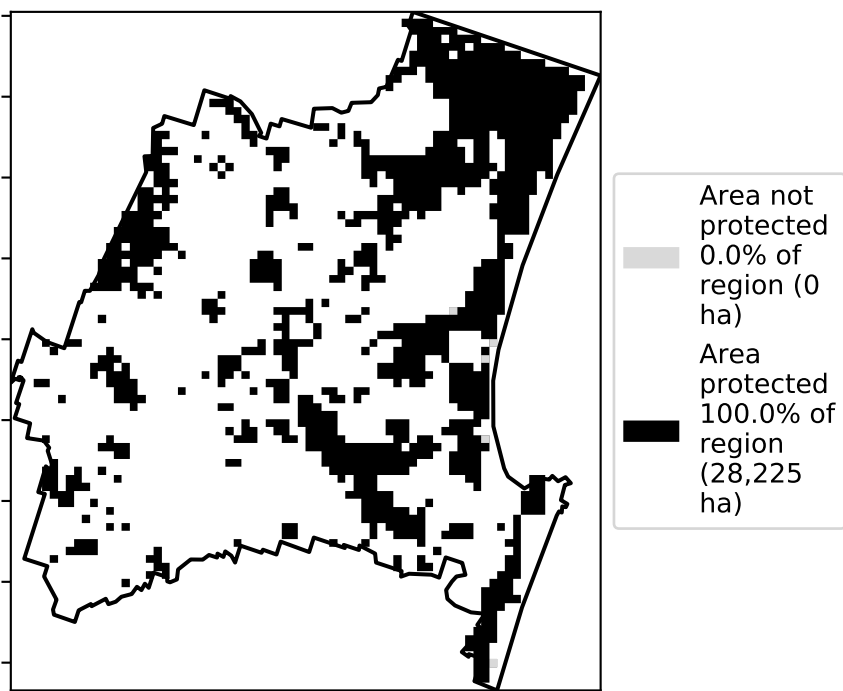 Area not
protected
0.0% of
region (0
ha)
Area
protected
100.0% of
region
(28,225
ha)